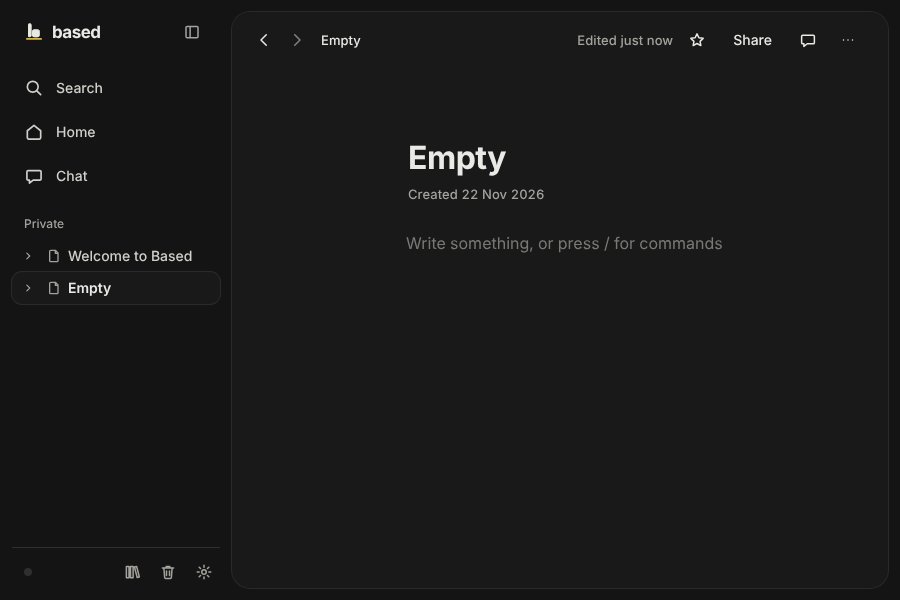 based
Search
Home
Chat
Private
Welcome to Based
Empty
Empty
Edited just now
Share
Empty
Created 22 Nov 2026
Write something, or press / for commands